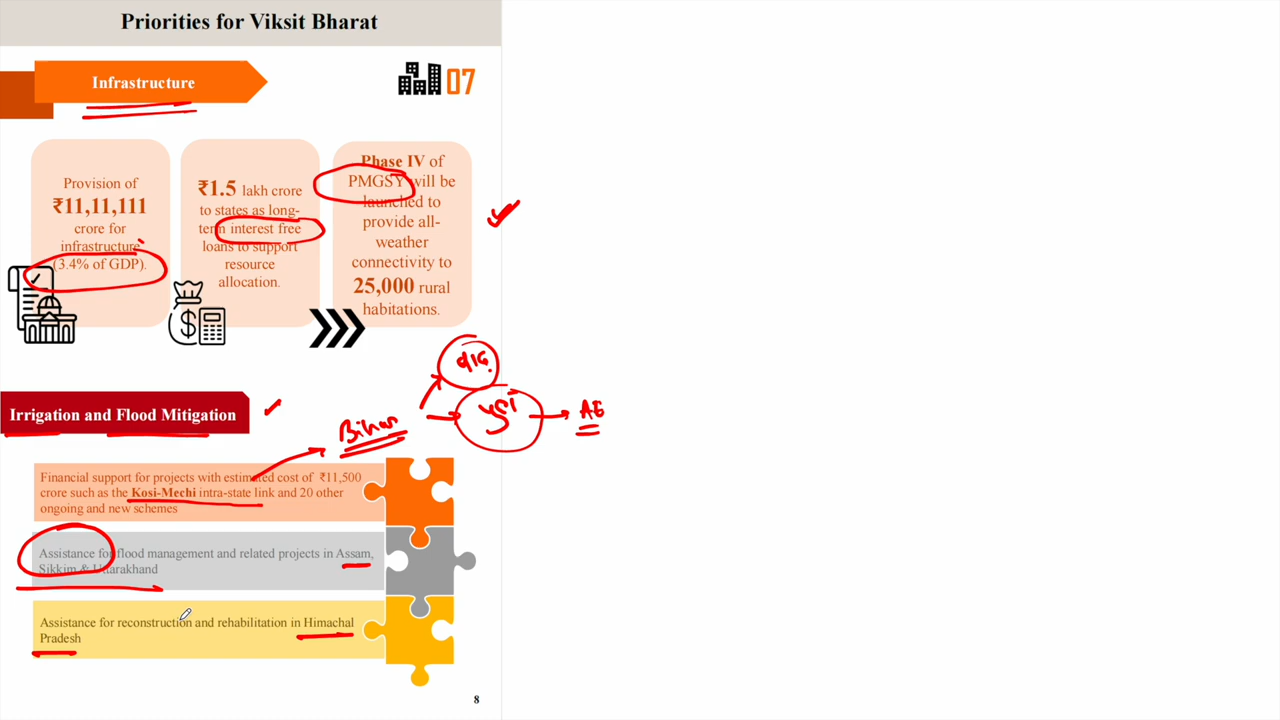 Priorities for Viksit Bharat
Infrastructure
07
Provision of
₹11,11,111
crore for
infrastructure
(3.4% of GDP).
₹1.5 lakh crore
to states as long-
term interest free
loans to support
resource
allocation.
Phase IV of
PMGSY will be
launched to
provide all-
weather
connectivity to
25,000 rural
habitations.
Irrigation and Flood Mitigation
Bihar
Financial support for projects with estimated cost of ₹11,500
crore such as the Kosi-Mechi intra-state link and 20 other
ongoing and new schemes
Assistance for flood management and related projects in Assam,
Sikkim & Uttarakhand
Assistance for reconstruction and rehabilitation in Himachal
Pradesh
8